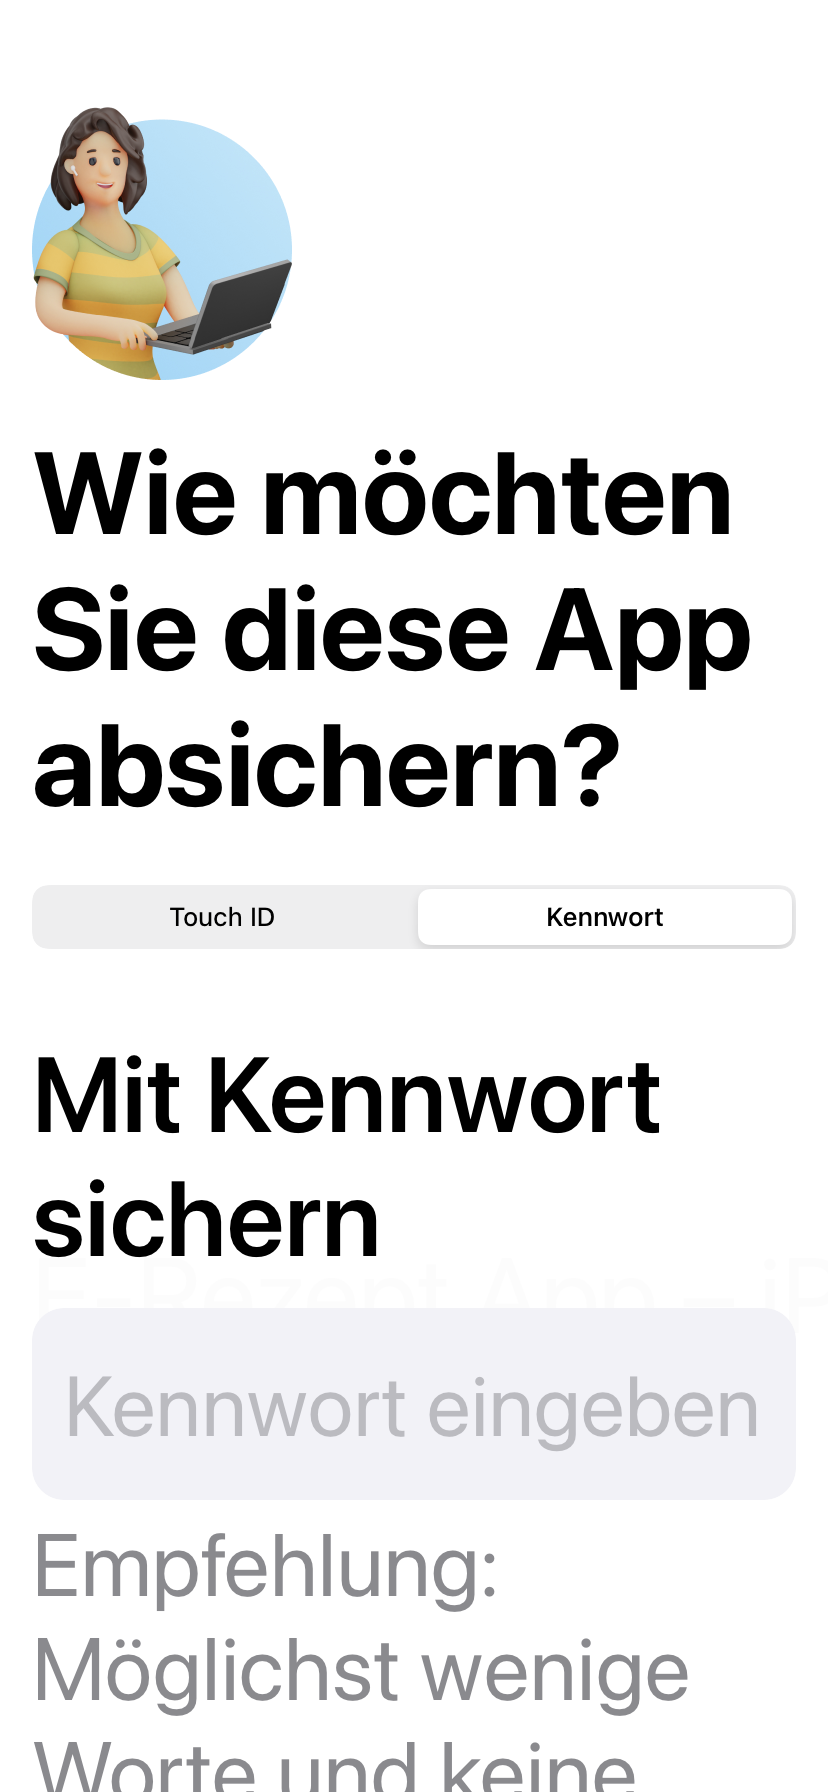 Wie möchten
Sie diese App
absichern?
Touch ID
Kennwort
Mit Kennwort
sichern
E-Rezept App – iP
Kennwort eingeben
Empfehlung:
Möglichst wenige
Worte und keine